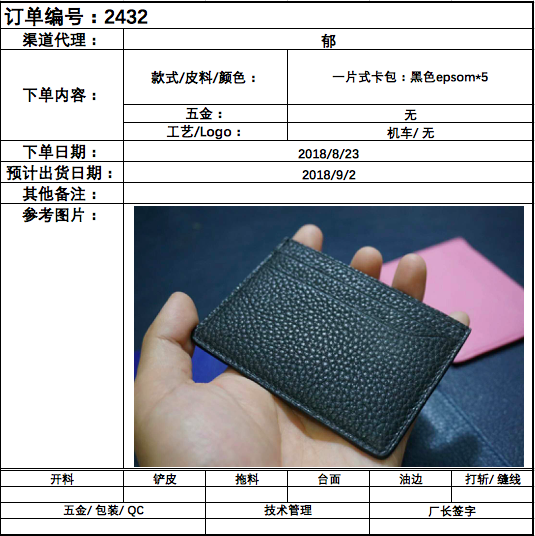 订单编号：2432
渠道代理： 郁
下单内容： 款式/皮料/颜色： 一片式卡包：黑色epsom*5
五金： 无
工艺/Logo： 机车/ 无
下单日期： 2018/8/23
预计出货日期： 2018/9/2
其他备注：
参考图片：
开料 铲皮 拖料 台面 油边 打斩/ 缝线
五金/ 包装/ QC 技术管理 厂长签字